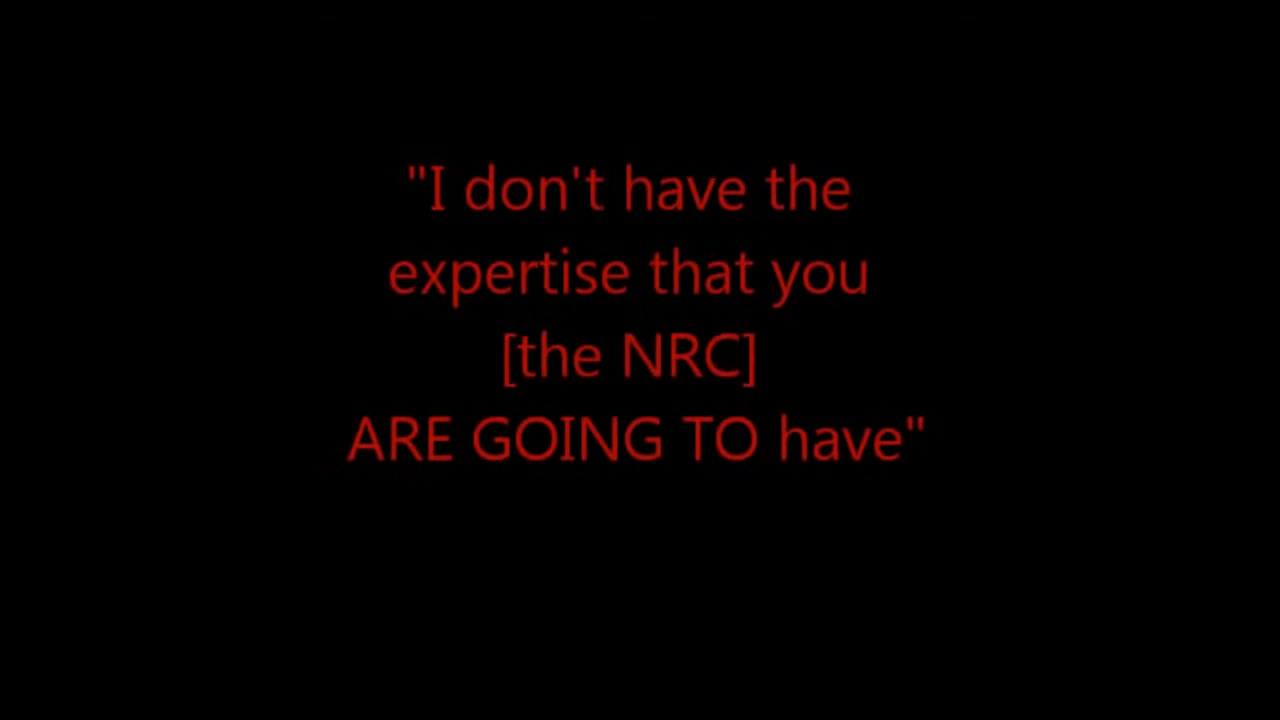 "I don't have the
expertise that you
[the NRC]
ARE GOING TO have"